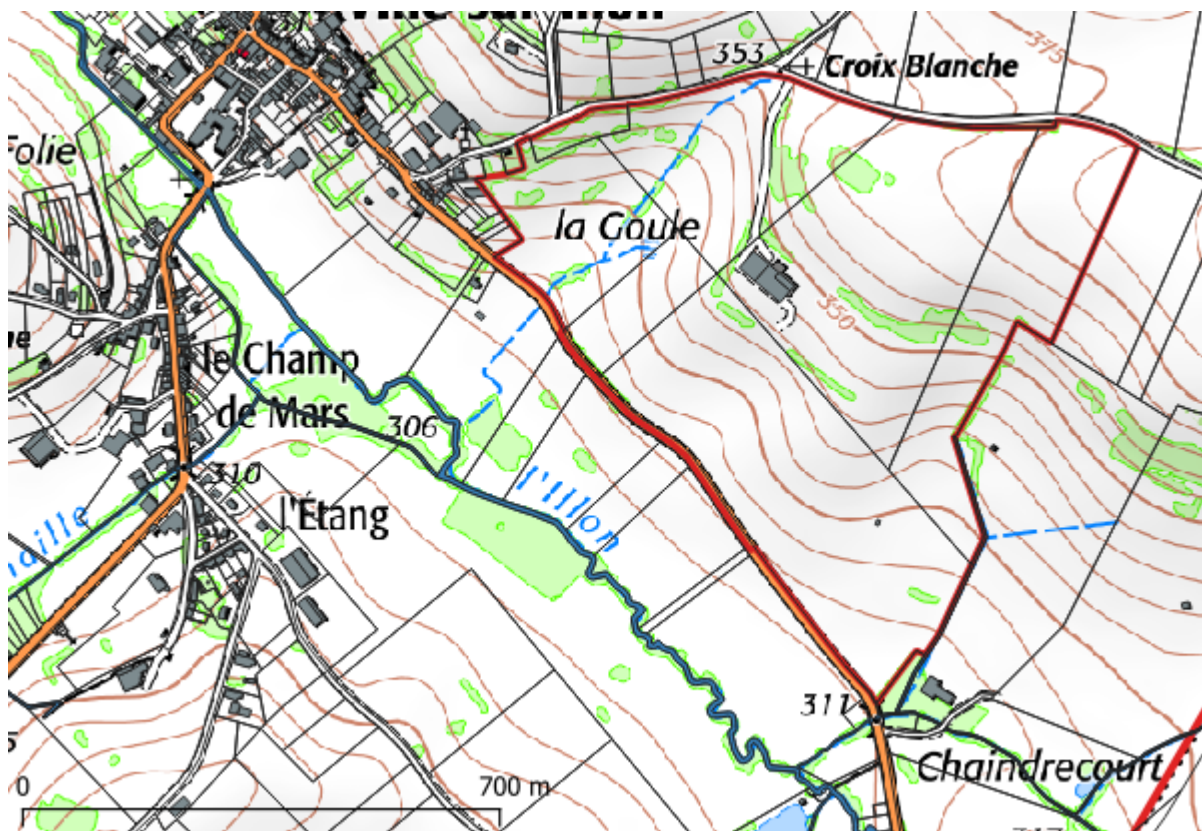 353
Croix Blanche
375
Folie
la Goule
350
le Champ
de Mars
306
310
l'Étang
l'Illon
311
Chaindrecourt
0
700 m